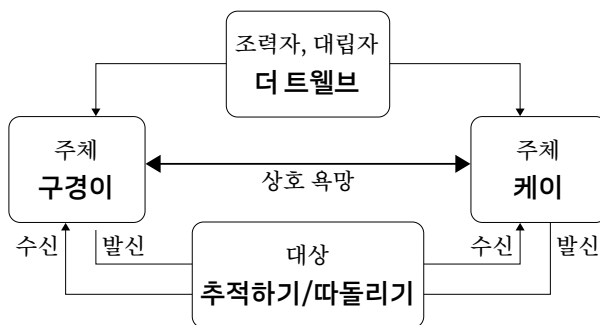 조력자, 대립자
더 트웰브
주체
구경이
상호 욕망
주체
케이
수신
발신
대상
추적하기/따돌리기
수신
발신